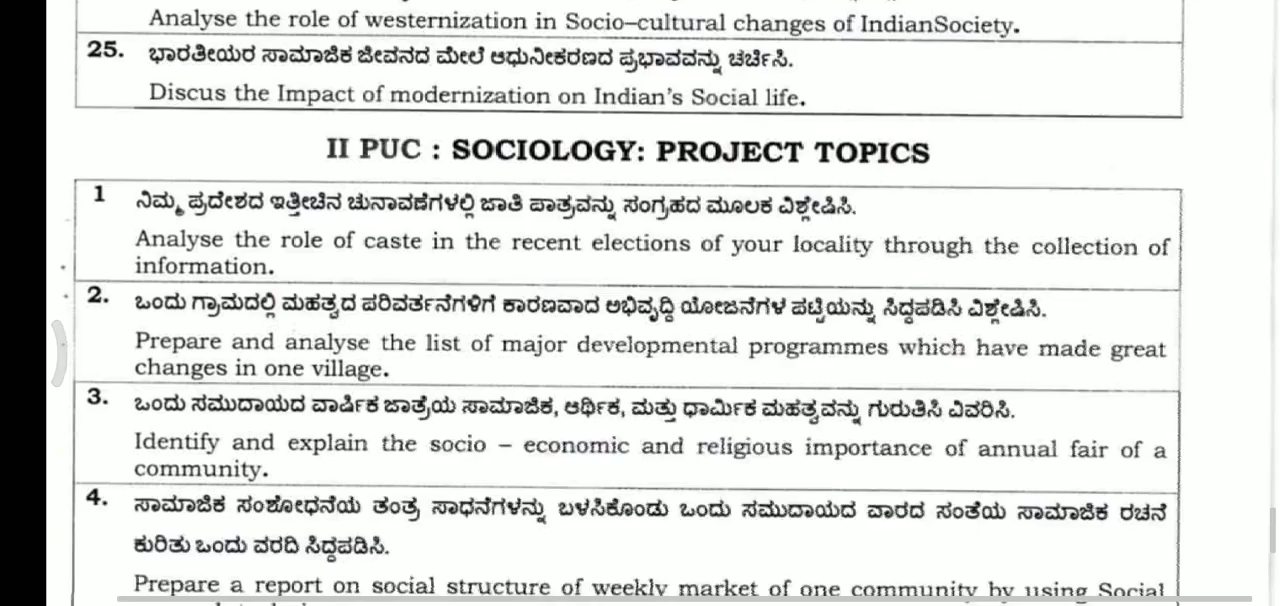 Analyse the role of westernization in Socio–cultural changes of IndianSociety.
25. ಭಾರತೀಯರ ಸಾಮಾಜಿಕ ಜೀವನದ ಮೇಲೆ ಆಧುನೀಕರಣದ ಪ್ರಭಾವವನ್ನು ಚರ್ಚಿಸಿ.
Discus the Impact of modernization on Indian's Social life.
II PUC : SOCIOLOGY: PROJECT TOPICS
1 ನಿಮ್ಮ ಪ್ರದೇಶದ ಇತ್ತೀಚಿನ ಚುನಾವಣೆಗಳಲ್ಲಿ ಜಾತಿ ಪಾತ್ರವನ್ನು ಸಂಗ್ರಹದ ಮೂಲಕ ವಿಶ್ಲೇಷಿಸಿ.
Analyse the role of caste in the recent elections of your locality through the collection of
information.
2. ಒಂದು ಗ್ರಾಮದಲ್ಲಿ ಮಹತ್ವದ ಪರಿವರ್ತನೆಗಳಿಗೆ ಕಾರಣವಾದ ಅಭಿವೃದ್ಧಿ ಯೋಜನೆಗಳ ಪಟ್ಟಿಯನ್ನು ಸಿದ್ಧಪಡಿಸಿ ವಿಶ್ಲೇಷಿಸಿ.
Prepare and analyse the list of major developmental programmes which have made great
changes in one village.
3. ಒಂದು ಸಮುದಾಯದ ವಾರ್ಷಿಕ ಜಾತ್ರೆಯ ಸಾಮಾಜಿಕ, ಆರ್ಥಿಕ, ಮತ್ತು ಧಾರ್ಮಿಕ ಮಹತ್ವವನ್ನು ಗುರುತಿಸಿ ವಿವರಿಸಿ.
Identify and explain the socio – economic and religious importance of annual fair of a
community.
4. ಸಾಮಾಜಿಕ ಸಂಶೋಧನೆಯ ತಂತ್ರ ಸಾಧನೆಗಳನ್ನು ಬಳಸಿಕೊಂಡು ಒಂದು ಸಮುದಾಯದ ವಾರದ ಸಂತೆಯ ಸಾಮಾಜಿಕ ರಚನೆ
ಕುರಿತು ಒಂದು ವರದಿ ಸಿದ್ಧಪಡಿಸಿ.
Prepare a report on social structure of weekly market of one community by using Social